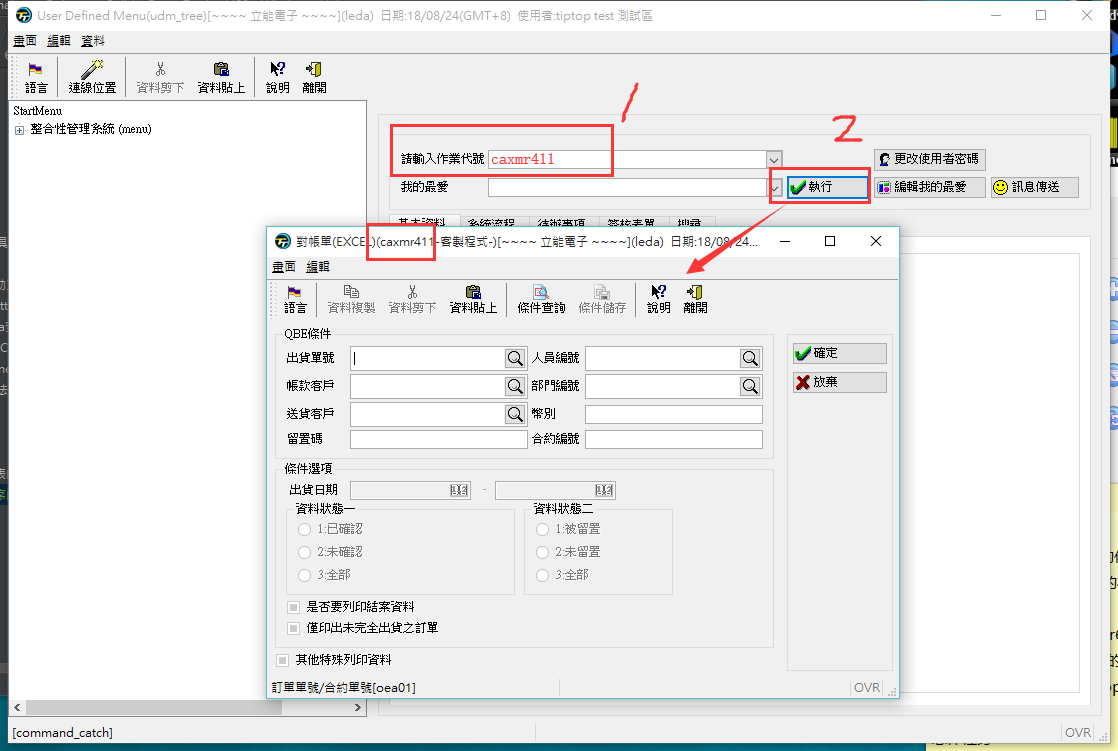 User Defined Menu(udm_tree)[~~~~ 立能電子 ~~~~](leda) 日期:18/08/24(GMT+8) 使用者:tiptop test 測試區
畫面 編輯 資料
語言 連線位置 資料剪下 資料貼上 說明 離開
StartMenu
整合性管理系統 (menu)
1
2
請輸入作業代號 caxmr411
更改使用者密碼
我的最愛 執行 編輯我的最愛 訊息傳送
基本資料 系統流程 待辦事項 簽核表單 搜尋
對帳單(EXCEL)(caxmr411-客製程式-)[~~~~ 立能電子 ~~~~](leda) 日期:18/08/24...
畫面 編輯
語言 資料複製 資料剪下 資料貼上 條件查詢 條件儲存 說明 離開
QBE條件
出貨單號 人員編號
帳款客戶 部門編號
送貨客戶 幣別
留置碼 合約編號
確定
放棄
條件選項
出貨日期 -
資料狀態一 資料狀態二
1:已確認 1:被留置
2:未確認 2:未留置
3:全部 3:全部
是否要列印結案資料
僅印出未完全出貨之訂單
其他特殊列印資料
訂單單號/合約單號[oea01] OVR
[command_catch] OVR